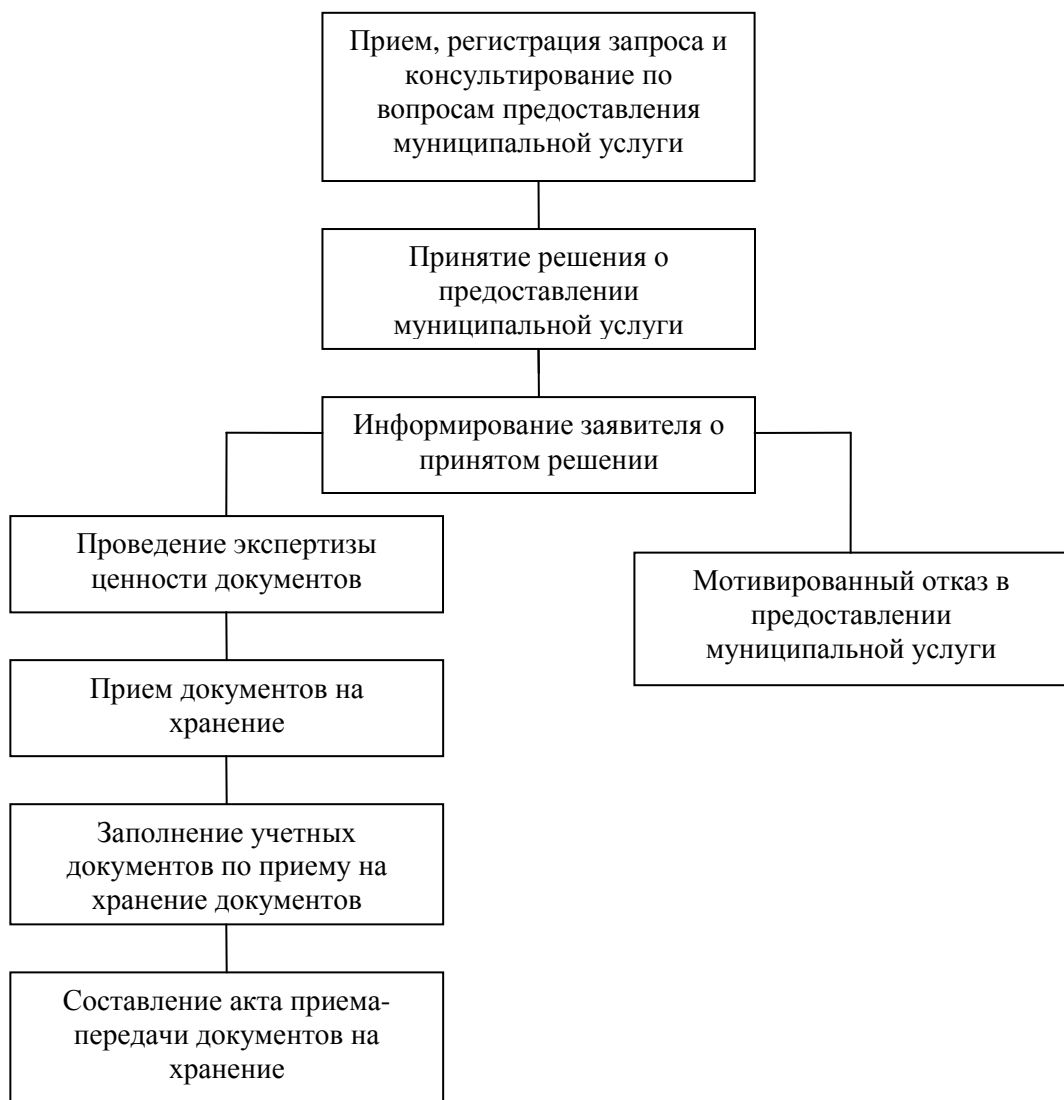 Прием, регистрация запроса и
консультирование по
вопросам предоставления
муниципальной услуги
Принятие решения о
предоставлении
муниципальной услуги
Информирование заявителя о
принятом решении
Проведение экспертизы
ценности документов
Мотивированный отказ в
предоставлении
муниципальной услуги
Прием документов на
хранение
Заполнение учетных
документов по приему на
хранение документов
Составление акта приема-
передачи документов на
хранение